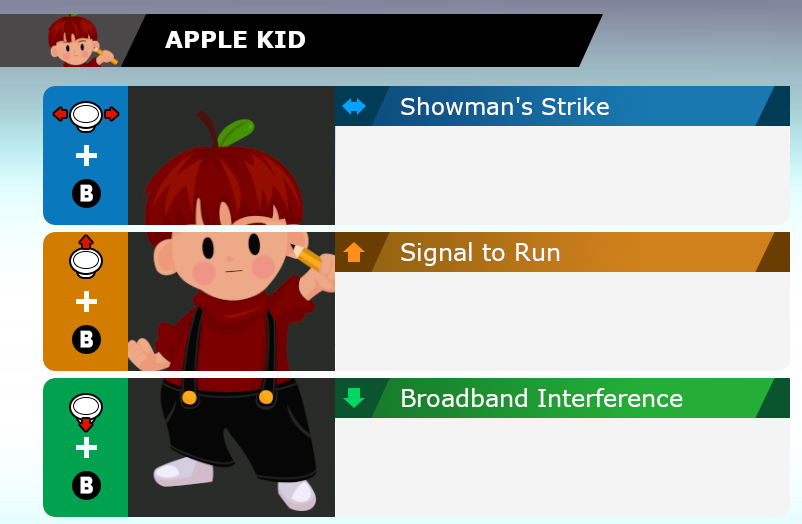 APPLE KID
Showman's Strike
+
B
Signal to Run
+
B
Broadband Interference
+
B